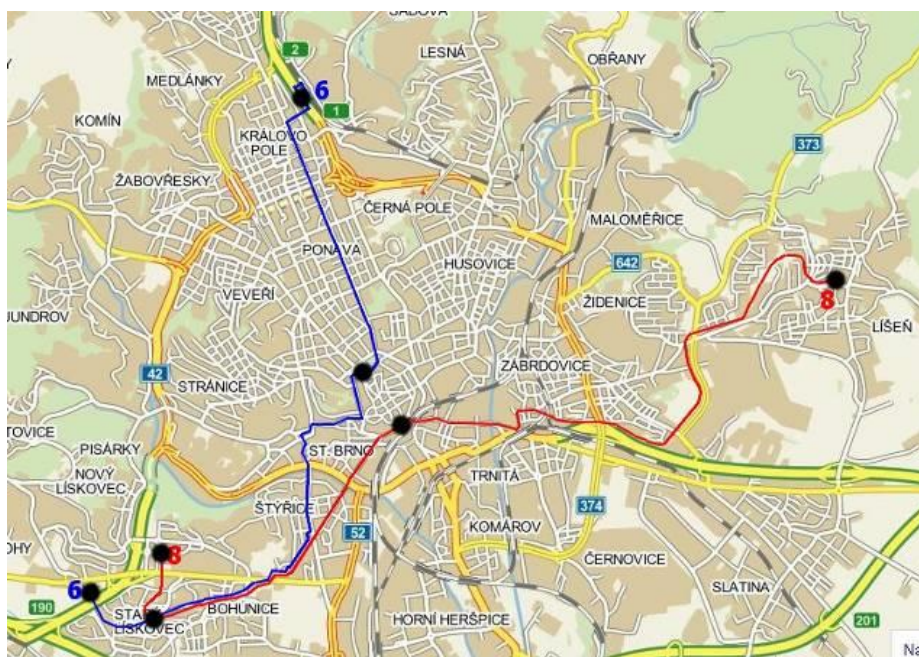 SADOVÁ
2
LESNÁ
OBŘANY
MEDLÁNKY
6
1
KOMÍN
KRÁLOVO
POLE
373
ŽABOVŘESKY
ČERNÁ POLE
MALOMĚŘICE
PONAVA
HUSOVICE
642
VEVEŘÍ
ŽIDENICE
8
JUNDROV
LÍŠEŇ
42
ZÁBRDOVICE
STRÁNICE
PISÁRKY
ST. BRNO
NOVÝ
LÍSKOVEC
TRNITÁ
ŠTÝŘICE
374
52
KOMÁROV
8
ČERNOVICE
6
SLATINA
190
STA
LÍSKOVEC
BOHUNICE
HORNÍ HERŠPICE
201